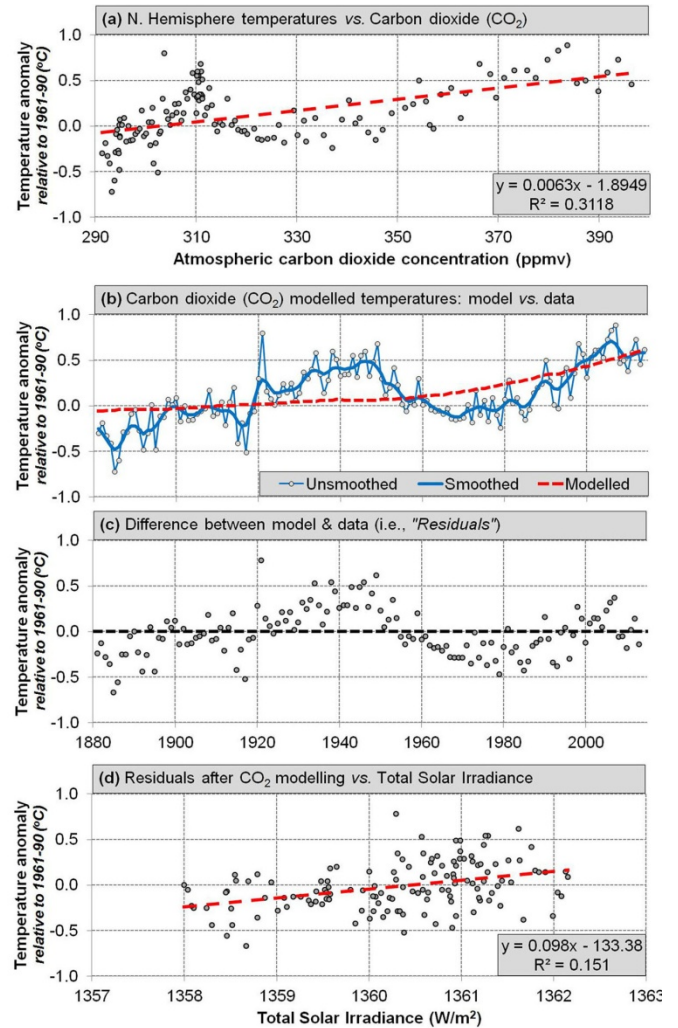 (a) N. Hemisphere temperatures vs. Carbon dioxide (CO₂)
Temperature anomaly
relative to 1961-90 (ºC)
1.0
0.5
0.0
-0.5
-1.0
y = 0.0063x - 1.8949
R² = 0.3118
290 310 330 350 370 390
Atmospheric carbon dioxide concentration (ppmv)
(b) Carbon dioxide (CO₂) modelled temperatures: model vs. data
Temperature anomaly
relative to 1961-90 (ºC)
1.0
0.5
0.0
-0.5
-1.0
Unsmoothed Smoothed Modelled
(c) Difference between model & data (i.e., "Residuals")
Temperature anomaly
relative to 1961-90 (ºC)
1.0
0.5
0.0
-0.5
-1.0
1880 1900 1920 1940 1960 1980 2000
(d) Residuals after CO₂ modelling vs. Total Solar Irradiance
Temperature anomaly
relative to 1961-90 (ºC)
1.0
0.5
0.0
-0.5
-1.0
y = 0.098x - 133.38
R² = 0.151
1357 1358 1359 1360 1361 1362 1363
Total Solar Irradiance (W/m²)